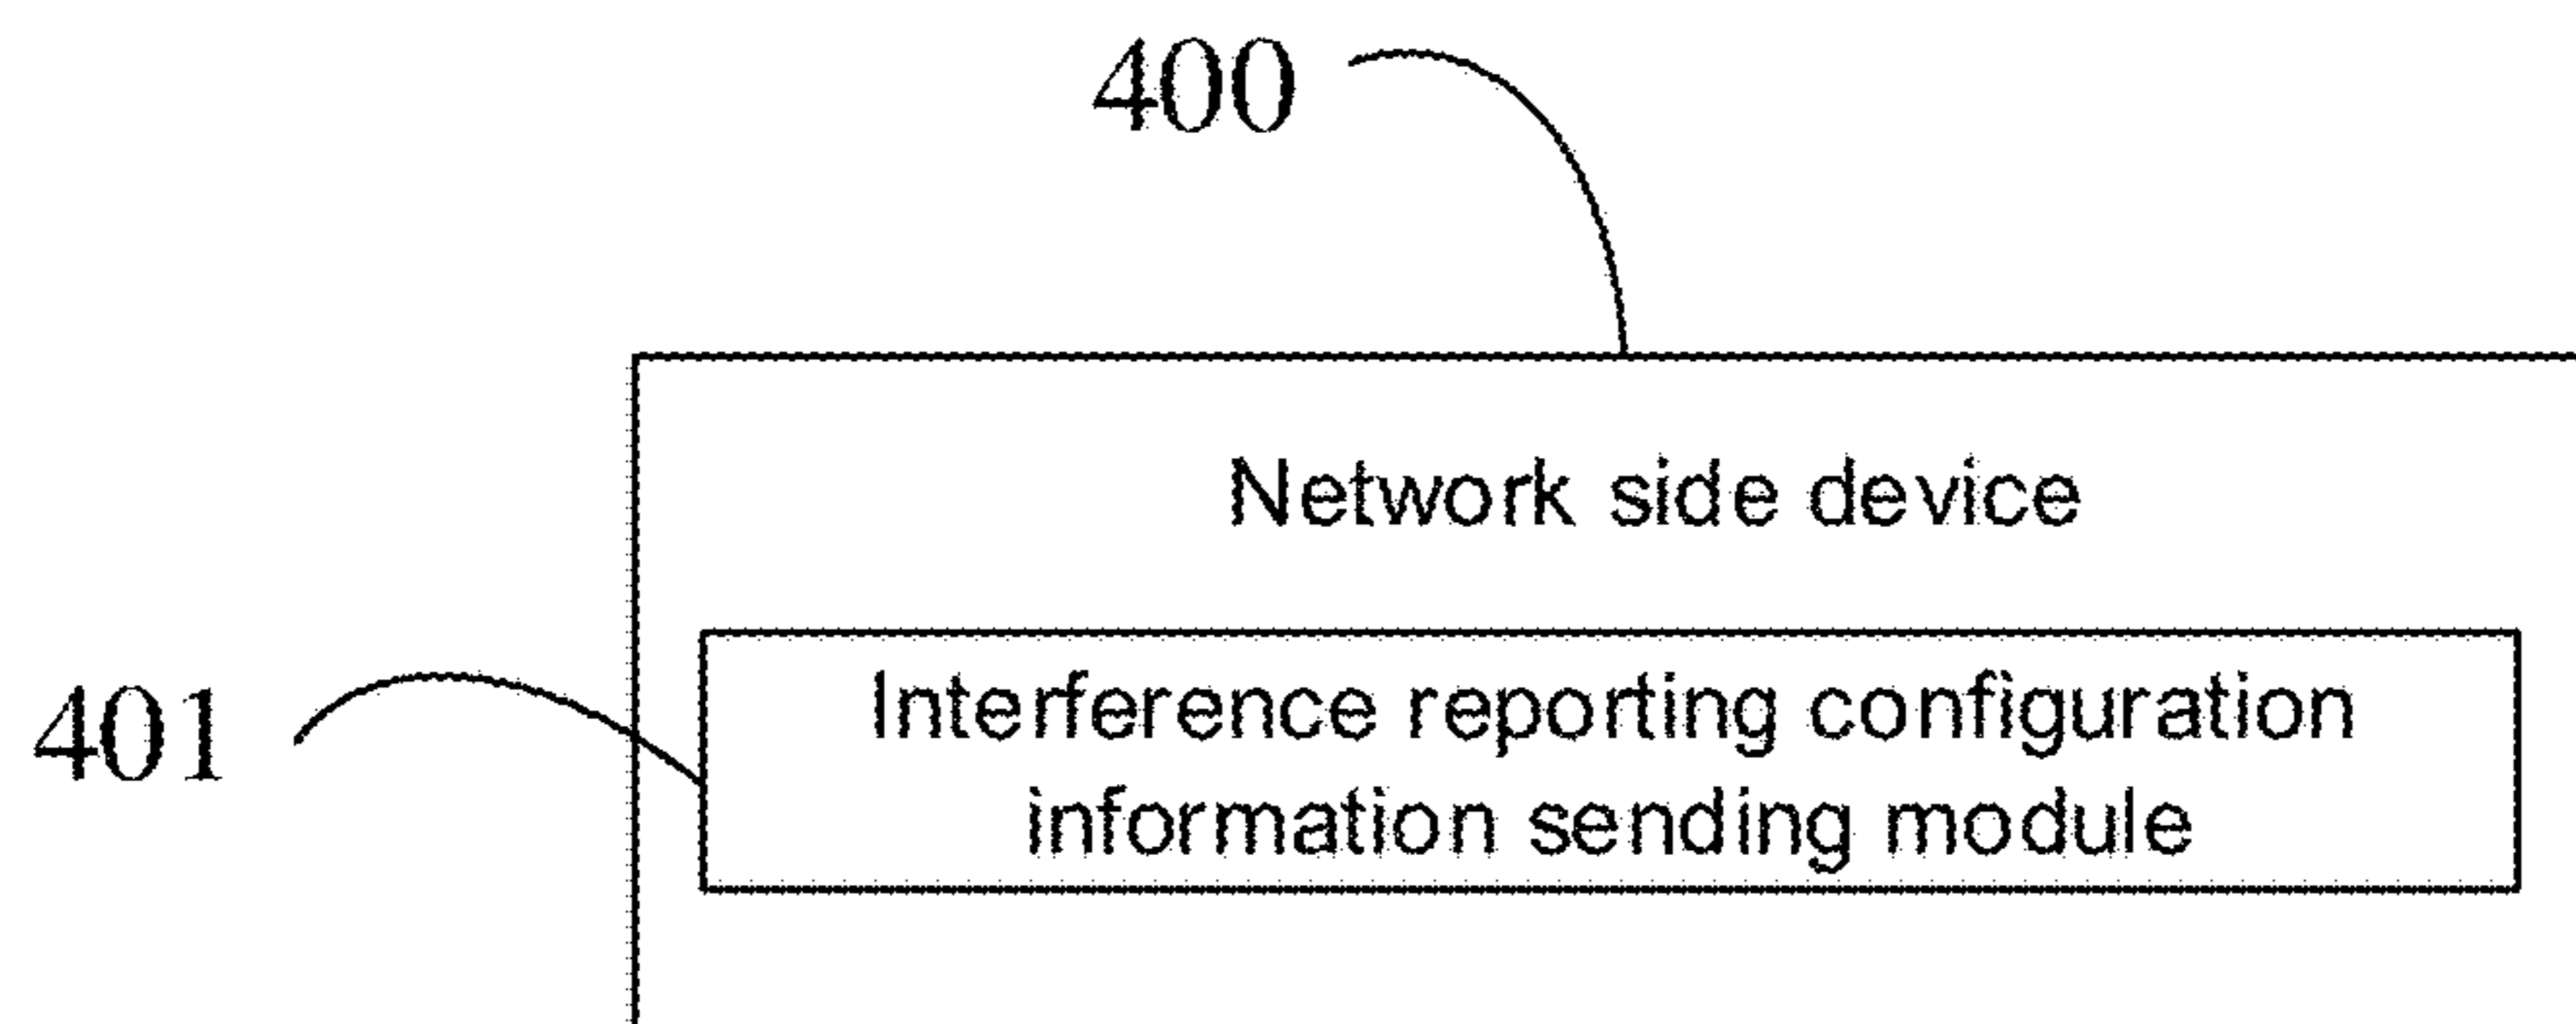 400
Network side device
401
Interference reporting configuration
information sending module